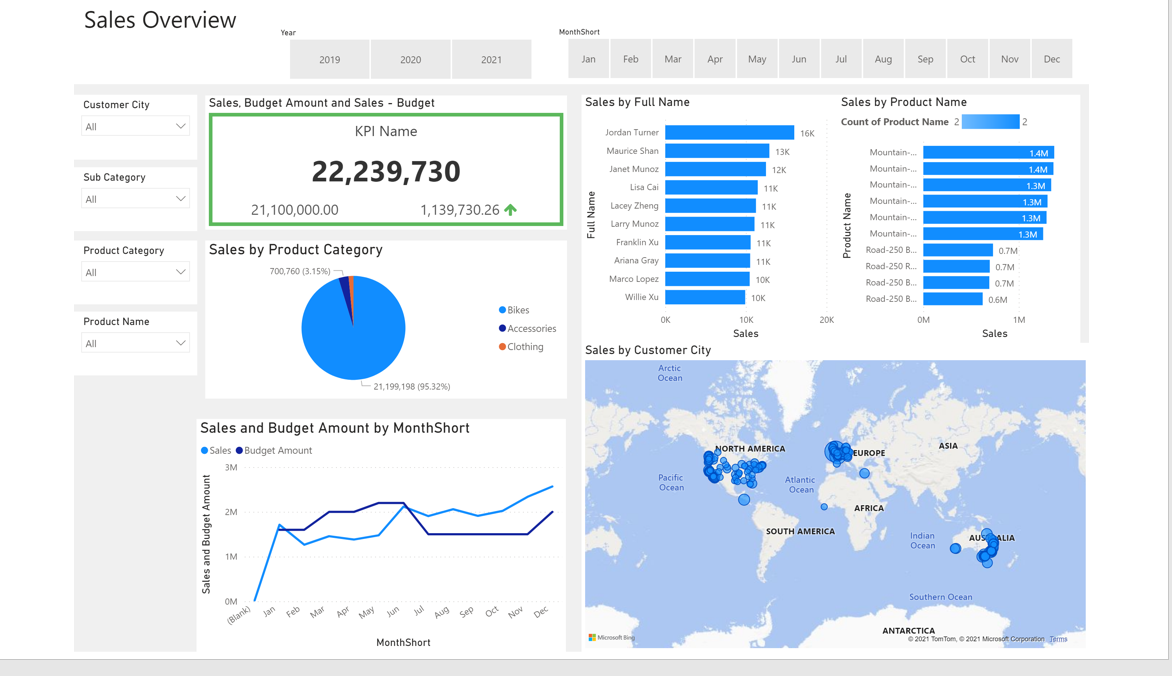 Sales Overview
Year
2019 2020 2021
MonthShort
Jan Feb Mar Apr May Jun Jul Aug Sep Oct Nov Dec
Customer City
All
Sub Category
All
Product Category
All
Product Name
All
Sales, Budget Amount and Sales - Budget
KPI Name
22,239,730
21,100,000.00 1,139,730.26
Sales by Product Category
700,760 (3.15%)
Bikes
Accessories
Clothing
21,199,198 (95.32%)
Sales and Budget Amount by MonthShort
Sales Budget Amount
Sales and Budget Amount
3M
2M
1M
0M
(Blank) Jan Feb Mar Apr May Jun Jul Aug Sep Oct Nov Dec
MonthShort
Sales by Full Name
Full Name
Jordan Turner 16K
Maurice Shan 13K
Janet Munoz 12K
Lisa Cai 11K
Lacey Zheng 11K
Larry Munoz 11K
Franklin Xu 11K
Ariana Gray 11K
Marco Lopez 10K
Willie Xu 10K
0K 10K 20K
Sales
Sales by Product Name
Count of Product Name 2 2
Product Name
Mountain-... 1.4M
Mountain-... 1.4M
Mountain-... 1.3M
Mountain-... 1.3M
Mountain-... 1.3M
Mountain-... 1.3M
Road-250 B... 0.7M
Road-250 R... 0.7M
Road-250 B... 0.7M
Road-250 B... 0.6M
0M 1M
Sales
Sales by Customer City
Arctic
Ocean
NORTH AMERICA
EUROPE
ASIA
Pacific
Ocean
Atlantic
Ocean
AFRICA
SOUTH AMERICA
Indian
Ocean
AUSTRALIA
Southern Ocean
ANTARCTICA
Microsoft Bing
© 2021 TomTom, © 2021 Microsoft Corporation Terms